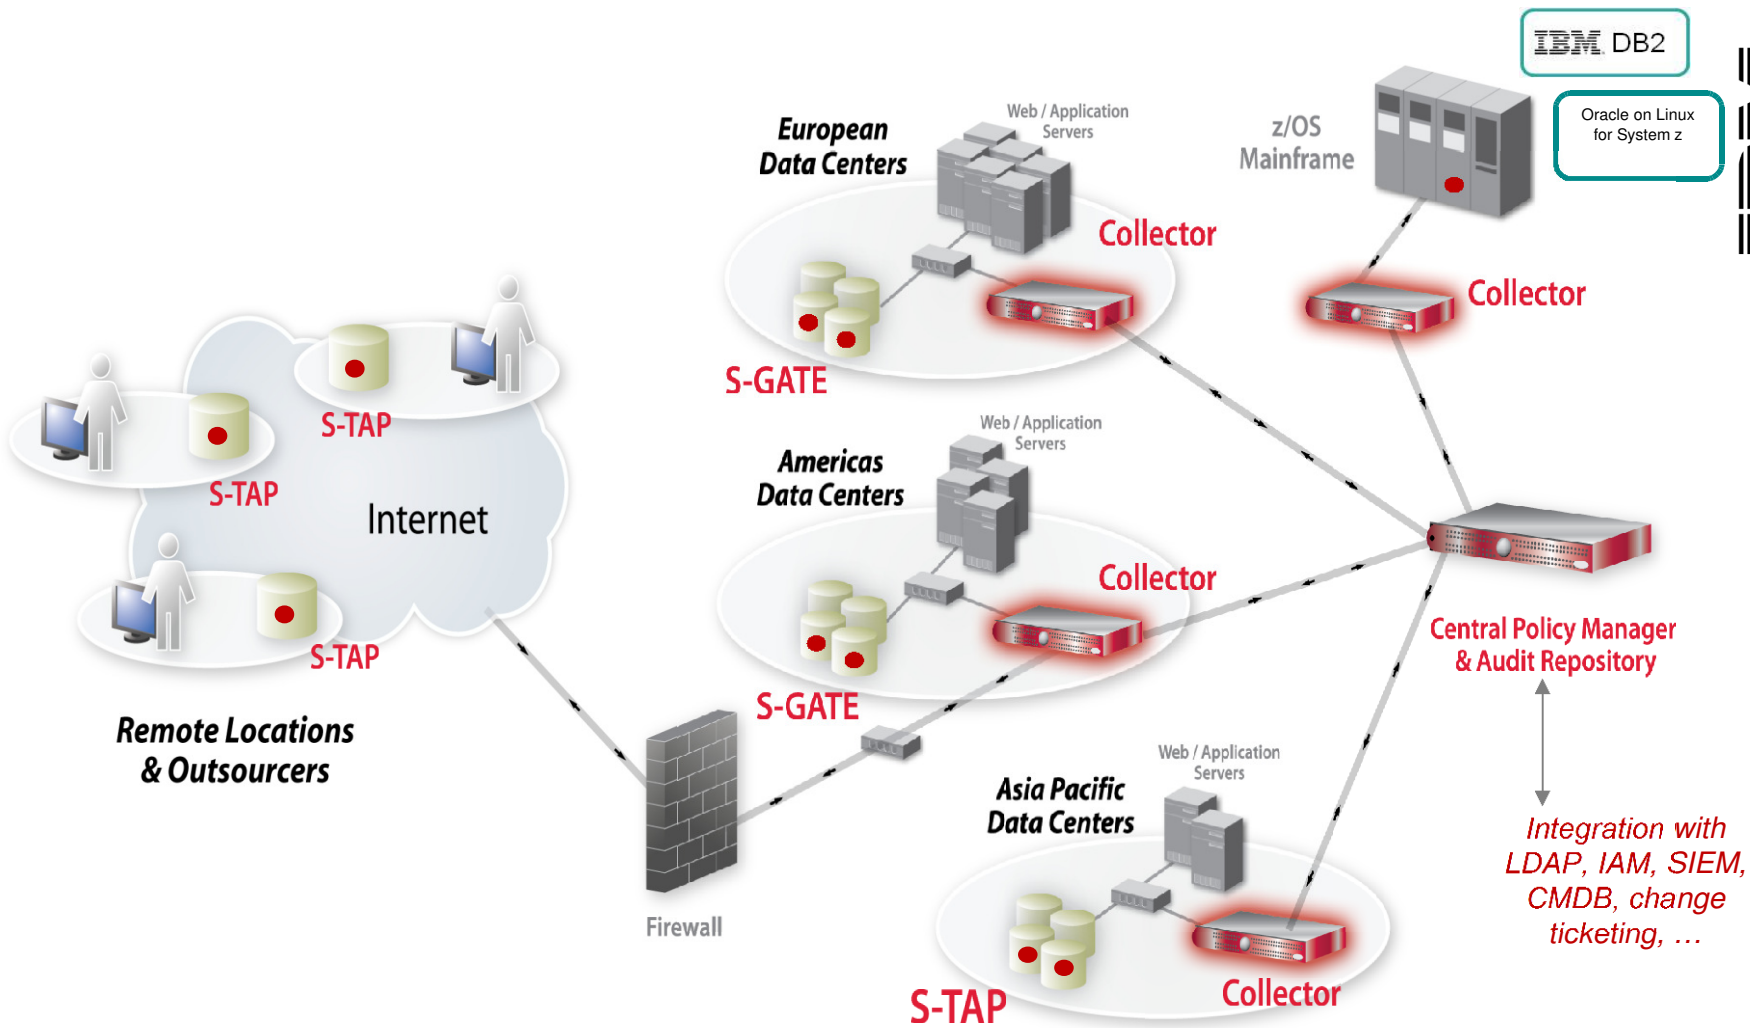 IBM DB2
Oracle on Linux
for System z
z/OS
Mainframe
Collector
Web / Application
Servers
European
Data Centers
Collector
S-GATE
S-TAP
S-TAP
Internet
S-TAP
Remote Locations
& Outsourcers
Web / Application
Servers
Americas
Data Centers
Collector
S-GATE
Firewall
Web / Application
Servers
Asia Pacific
Data Centers
S-TAP
Collector
Central Policy Manager
& Audit Repository
Integration with
LDAP, IAM, SIEM,
CMDB, change
ticketing, …